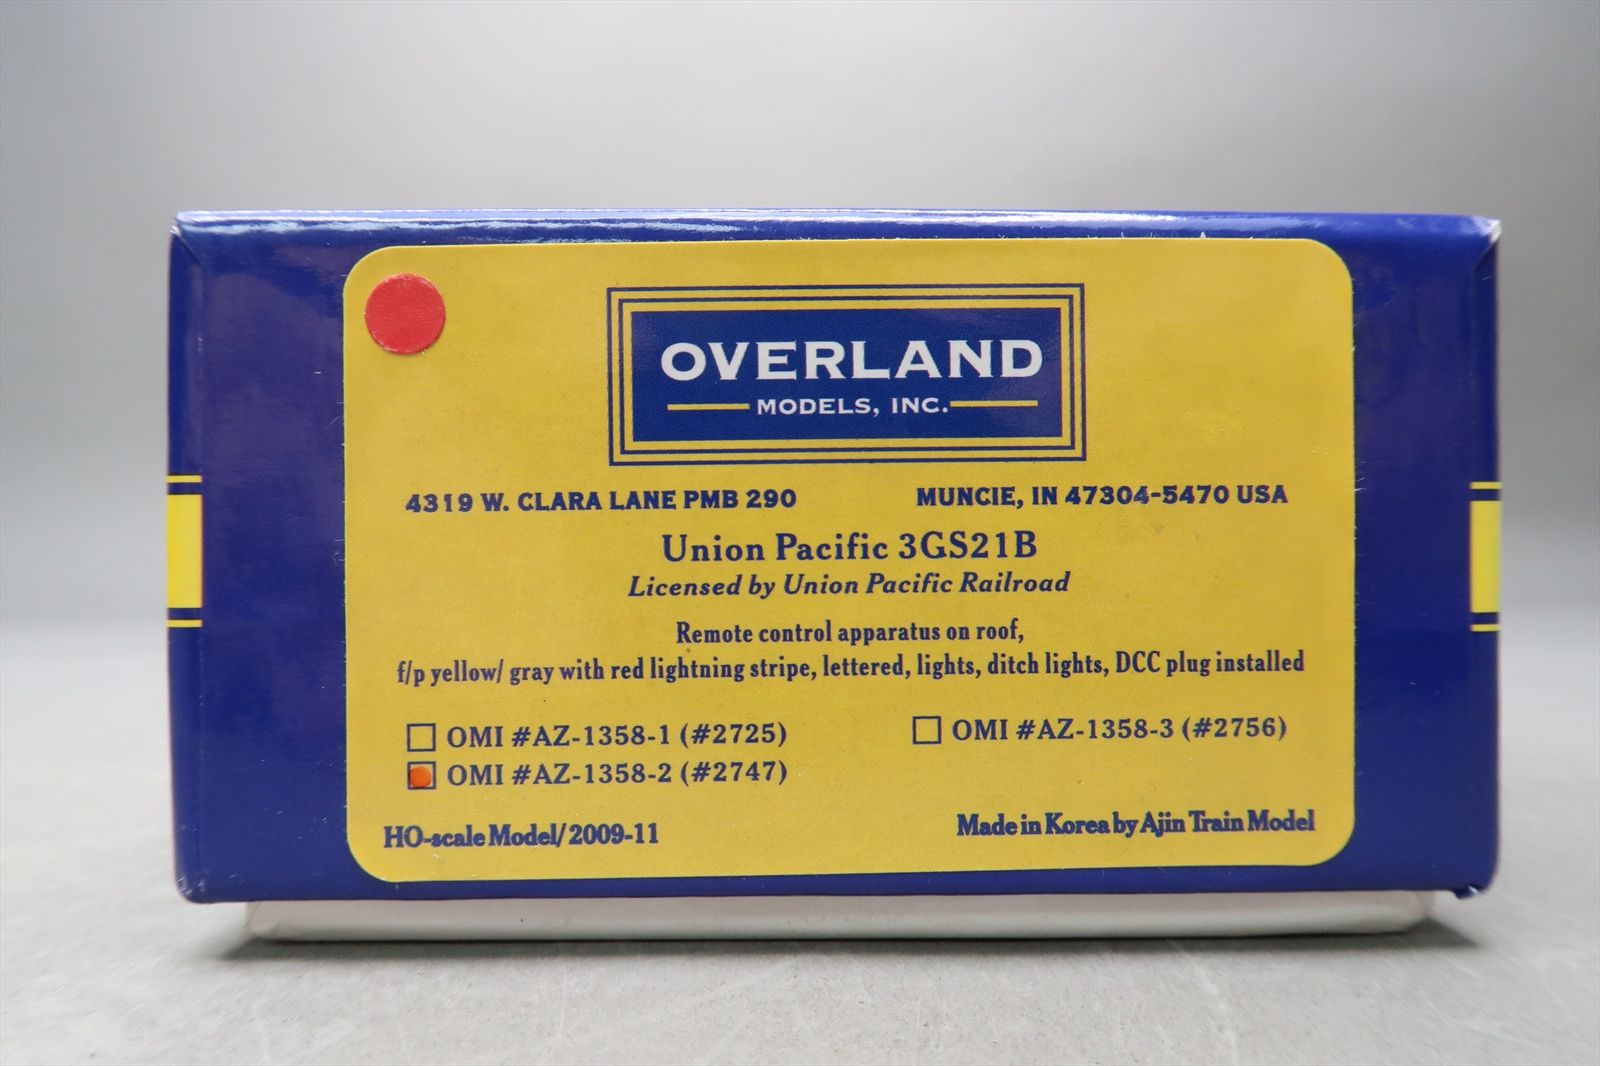 OVERLAND
MODELS, INC.
4319 W. CLARA LANE PMB 290 MUNCIE, IN 47304-5470 USA
Union Pacific 3GS21B
Licensed by Union Pacific Railroad
Remote control apparatus on roof,
f/p yellow/ gray with red lightning stripe, lettered, lights, ditch lights, DCC plug installed
OMI #AZ-1358-1 (#2725) OMI #AZ-1358-3 (#2756)
OMI #AZ-1358-2 (#2747)
HO-scale Model/ 2009-11 Made in Korea by Ajin Train Model